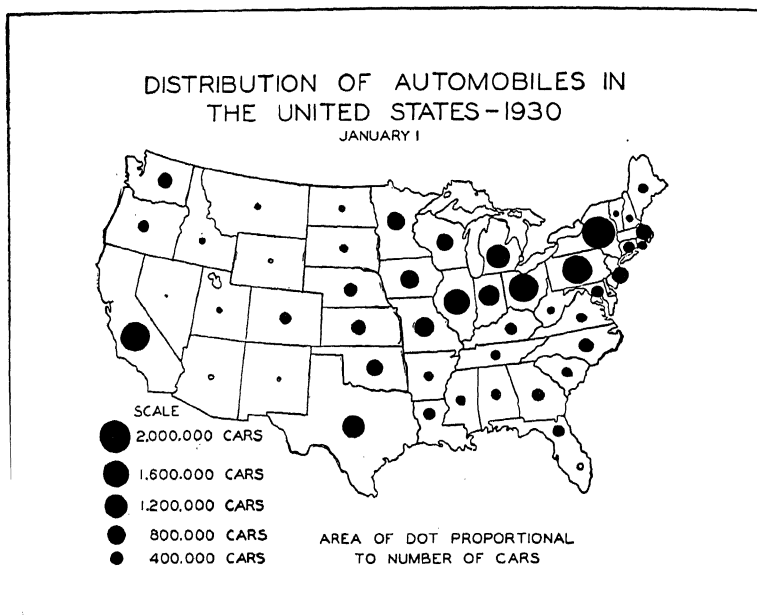 DISTRIBUTION OF AUTOMOBILES IN
THE UNITED STATES-1930
JANUARY 1
SCALE
2,000,000 CARS
1,600,000 CARS
1,200,000 CARS
800,000 CARS
400,000 CARS
AREA OF DOT PROPORTIONAL
TO NUMBER OF CARS